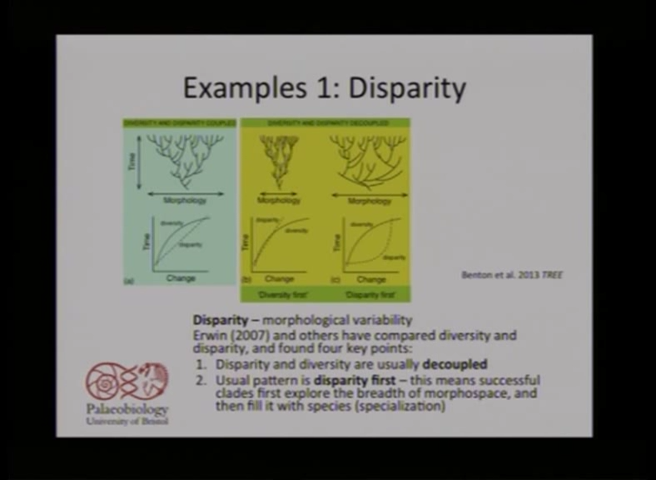 Examples 1: Disparity
DIVERSITY AND DISPARITY COUPLED
DIVERSITY AND DISPARITY DECOUPLED
Time
Morphology
Morphology
Morphology
Time
diversity
disparity
Change
(a)
Time
disparity
diversity
Change
(b)
Time
diversity
disparity
Change
(c)
'Diversity first'
'Disparity first'
Benton et al. 2013 TREE
Disparity – morphological variability
Erwin (2007) and others have compared diversity and
disparity, and found four key points:
1. Disparity and diversity are usually decoupled
2. Usual pattern is disparity first – this means successful
clades first explore the breadth of morphospace, and
then fill it with species (specialization)
Palaeobiology
University of Bristol